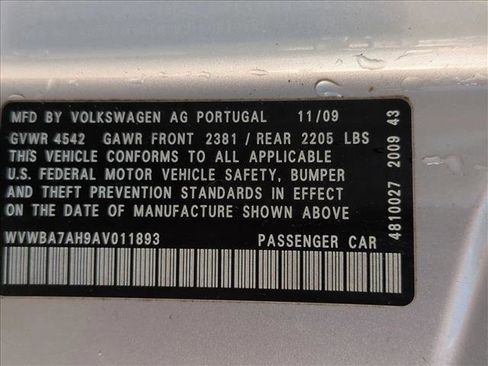 MFD BY VOLKSWAGEN AG PORTUGAL 11/09
GVWR 4542 GAWR FRONT 2381 / REAR 2205 LBS
THIS VEHICLE CONFORMS TO ALL APPLICABLE
U.S. FEDERAL MOTOR VEHICLE SAFETY, BUMPER
AND THEFT PREVENTION STANDARDS IN EFFECT
ON THE DATE OF MANUFACTURE SHOWN ABOVE
WVWBA7AH9AV011893 PASSENGER CAR
4810027 2009 43